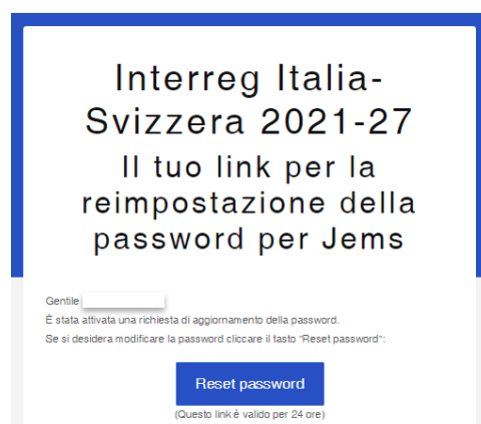 Interreg Italia-
Svizzera 2021-27
Il tuo link per la
reimpostazione della
password per Jems
Gentile
È stata attivata una richiesta di aggiornamento della password.
Se si desidera modificare la password cliccare il tasto "Reset password":
Reset password
(Questo link è valido per 24 ore)